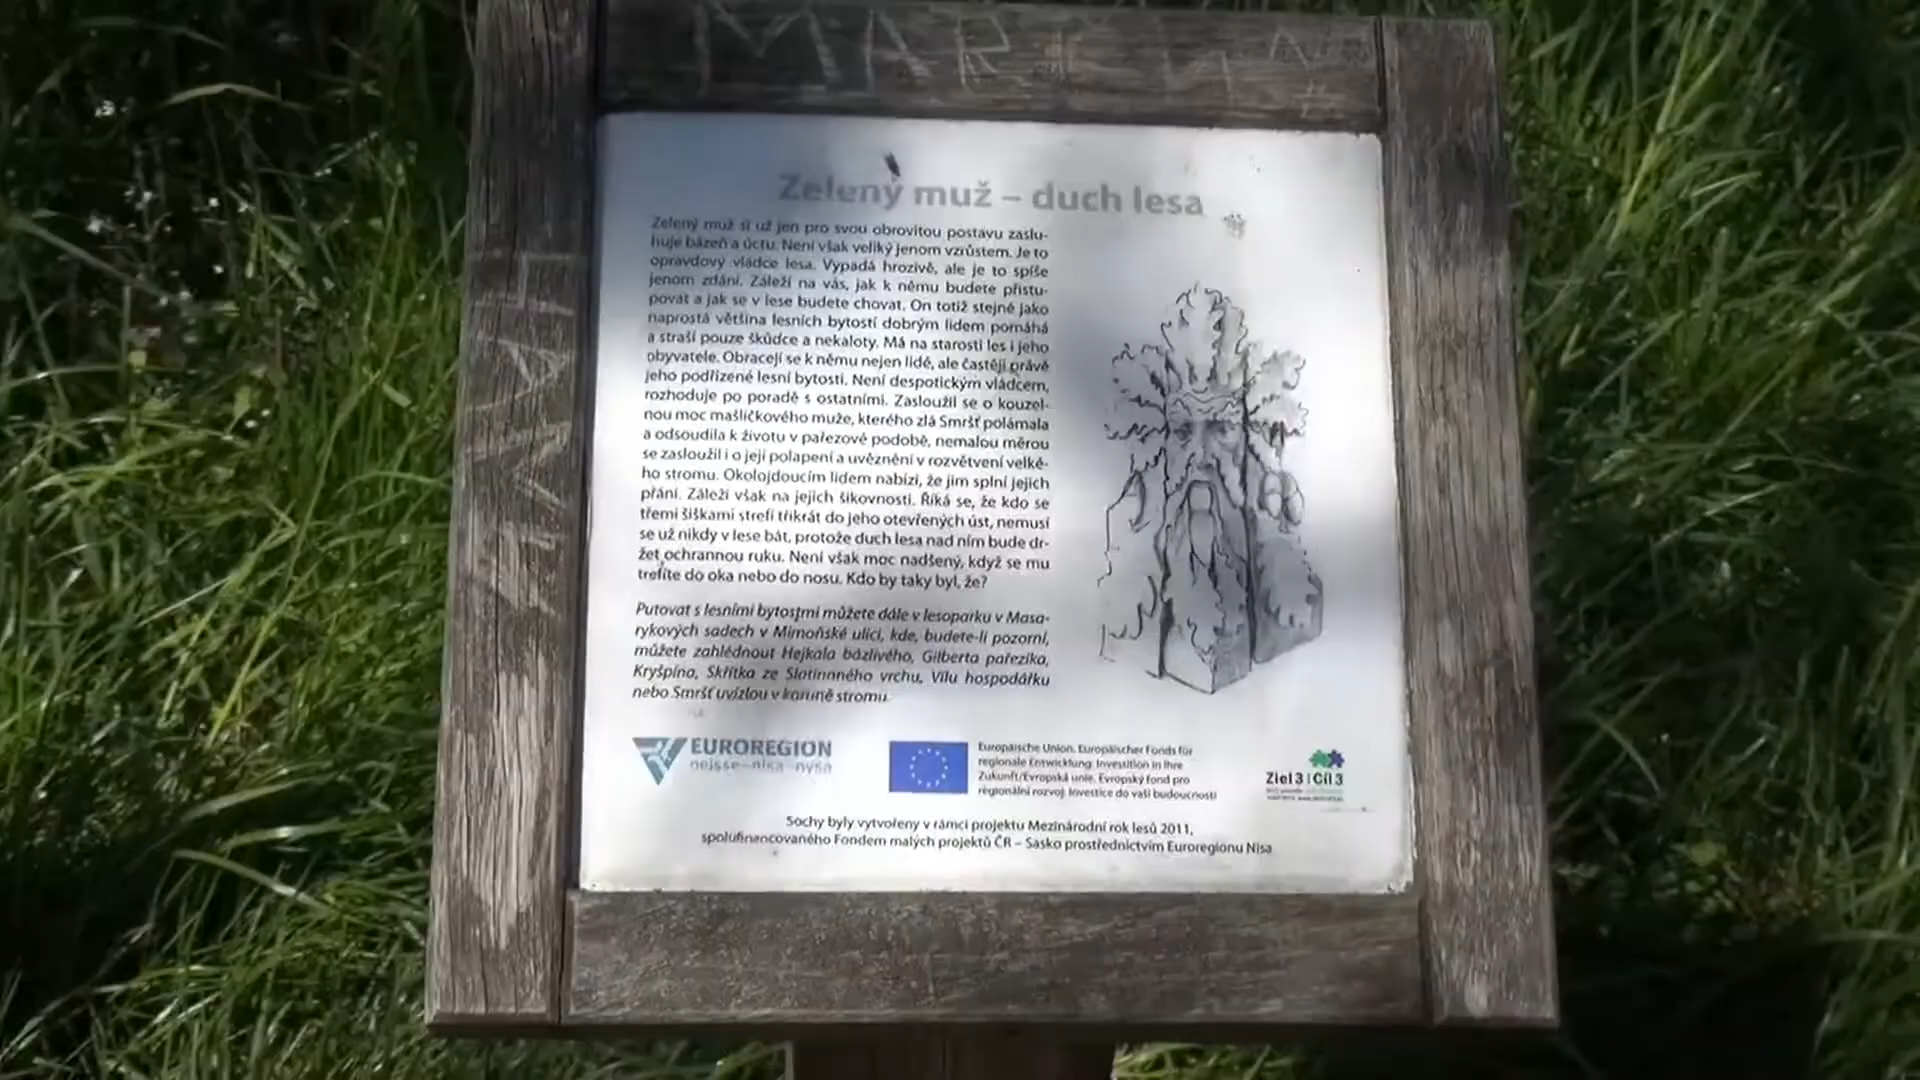 MARTIN
Zelený muž – duch lesa
Zelený muž si už jen pro svou obrovitou postavu zaslu-
huje bázeň a úctu. Není však veliký jenom vzrůstem. Je to
opravdový vládce lesa. Vypadá hrozivě, ale je to spíše
jenom zdání. Záleží na vás, jak k němu budete přistu-
povat a jak se v lese budete chovat. On totiž stejně jako
naprostá většina lesních bytostí dobrým lidem pomáhá
a straší pouze škůdce a nekaloty. Má na starosti les i jeho
obyvatele. Obracejí se k němu nejen lidé, ale častěji právě
jeho podřízené lesní bytosti. Není despotickým vládcem,
rozhoduje po poradě s ostatními. Zasloužil se o kouzel-
nou moc mašličkového muže, kterého zlá Smršť polámala
a odsoudila k životu v pařezové podobě, nemalou měrou
se zasloužil i o její polapení a uvěznění v rozvětvení velké-
ho stromu. Okolojdoucím lidem nabízí, že jim splní jejich
přání. Záleží však na jejich šikovnosti. Říká se, že kdo se
třemi šiškami strefí třikrát do jeho otevřených úst, nemusí
se už nikdy v lese bát, protože duch lesa nad ním bude dr-
žet ochrannou ruku. Není však moc nadšený, když se mu
trefíte do oka nebo do nosu. Kdo by taky byl, že?
Putovat s lesními bytostmi můžete dále v lesoparku v Masa-
rykových sadech v Mimoňské ulici, kde, budete-li pozorní,
můžete zahlédnout Hejkala bázlivého, Gilberta pařezíka,
Kryšpína, Skřítka ze Slotinnného vrchu, Vílu hospodářku
nebo Smršť uvízlou v koruně stromu.
EUROREGION
neisse–nisa–nysa
Europäische Union. Europäischer Fonds für
regionale Entwicklung: Investition in Ihre
Zukunft/Evropská unie. Evropský fond pro
regionální rozvoj: Investice do vaší budoucnosti
Ziel 3 | Cíl 3
Sochy byly vytvořeny v rámci projektu Mezinárodní rok lesů 2011,
spolufinancovaného Fondem malých projektů ČR – Sasko prostřednictvím Euroregionu Nisa